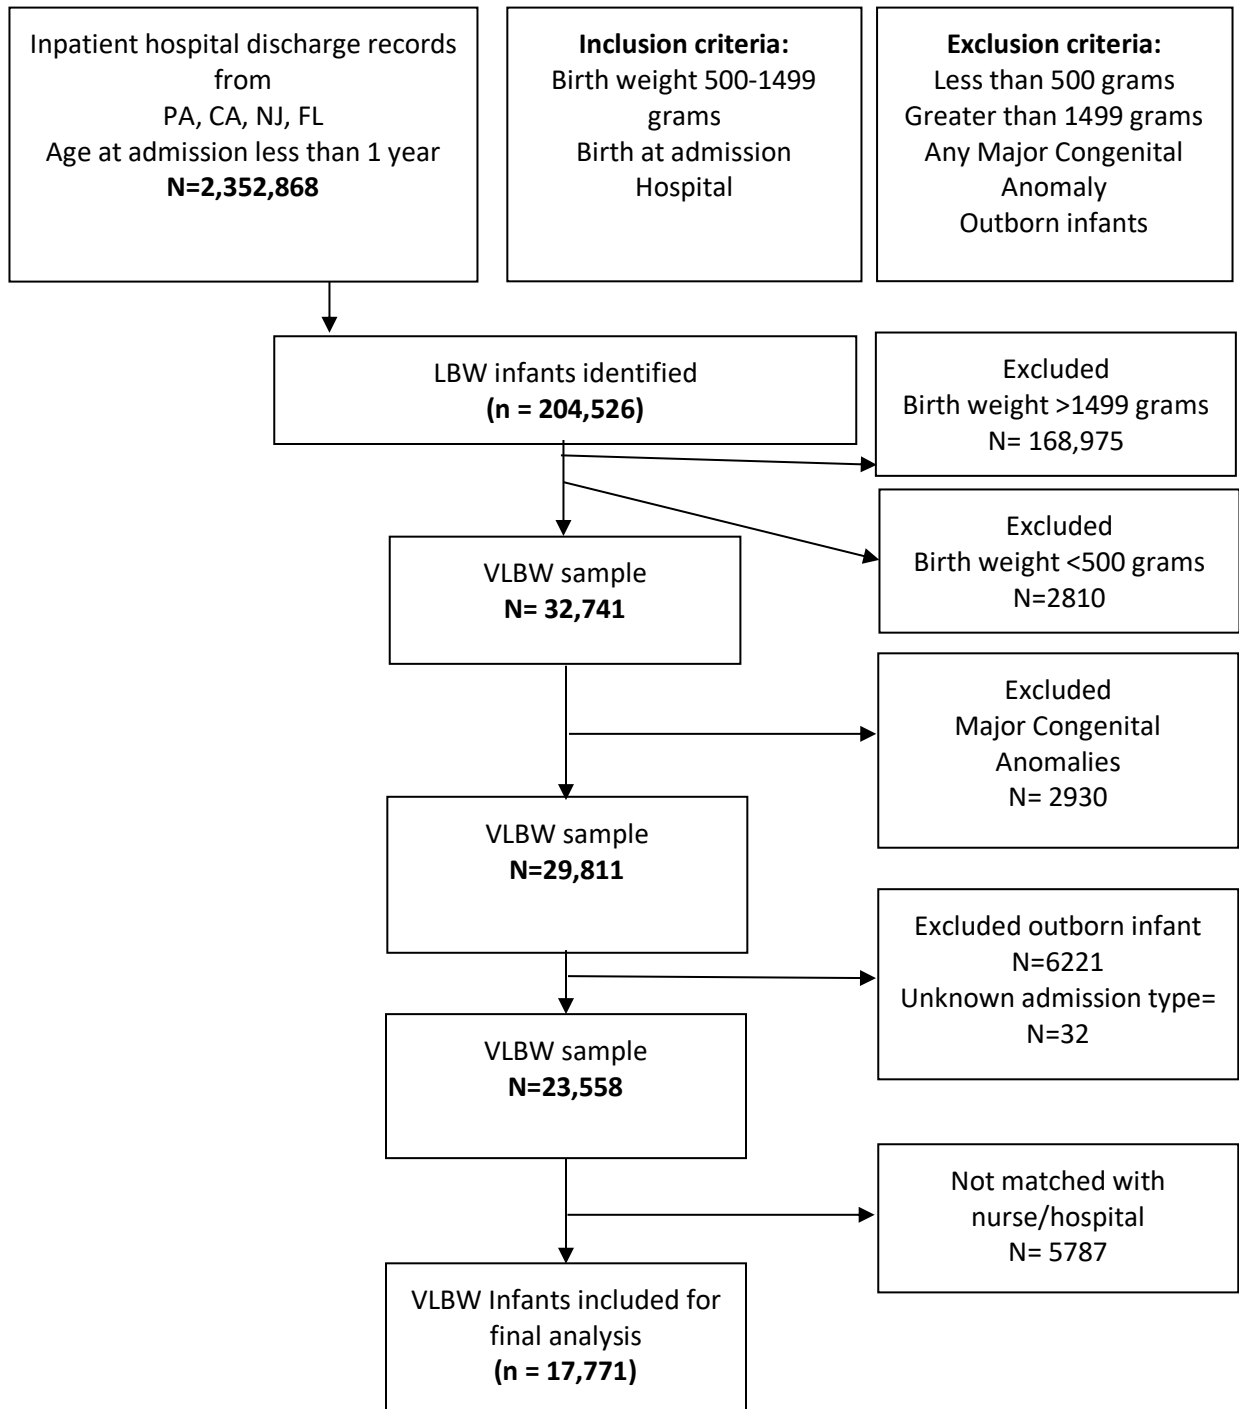 Inpatient hospital discharge records
from
PA, CA, NJ, FL
Age at admission less than 1 year
N=2,352,868
Inclusion criteria:
Birth weight 500-1499
grams
Birth at admission
Hospital
Exclusion criteria:
Less than 500 grams
Greater than 1499 grams
Any Major Congenital
Anomaly
Outborn infants
LBW infants identified
(n = 204,526)
Excluded
Birth weight >1499 grams
N= 168,975
Excluded
Birth weight <500 grams
N=2810
VLBW sample
N= 32,741
Excluded
Major Congenital
Anomalies
N= 2930
VLBW sample
N=29,811
Excluded outborn infant
N=6221
Unknown admission type=
N=32
VLBW sample
N=23,558
Not matched with
nurse/hospital
N= 5787
VLBW Infants included for
final analysis
(n = 17,771)